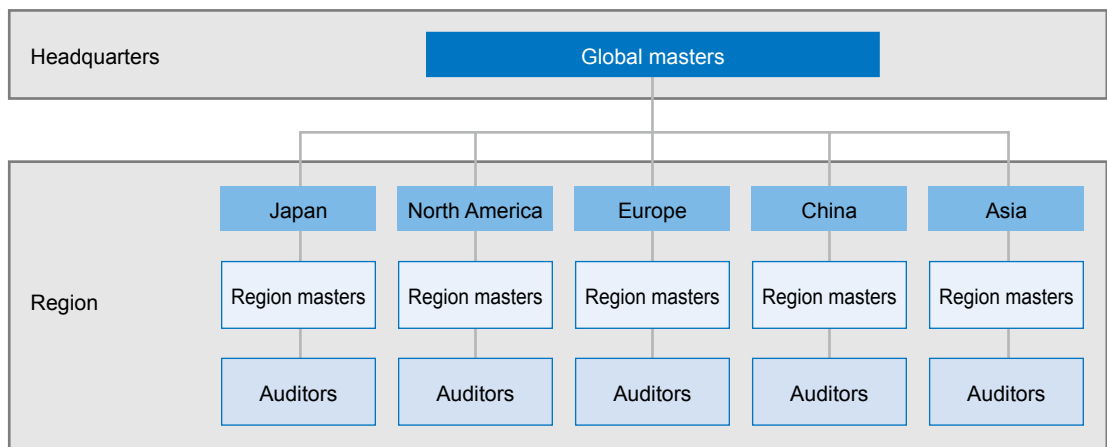 Headquarters
Global masters
Japan
North America
Europe
China
Asia
Region
Region masters
Region masters
Region masters
Region masters
Region masters
Auditors
Auditors
Auditors
Auditors
Auditors